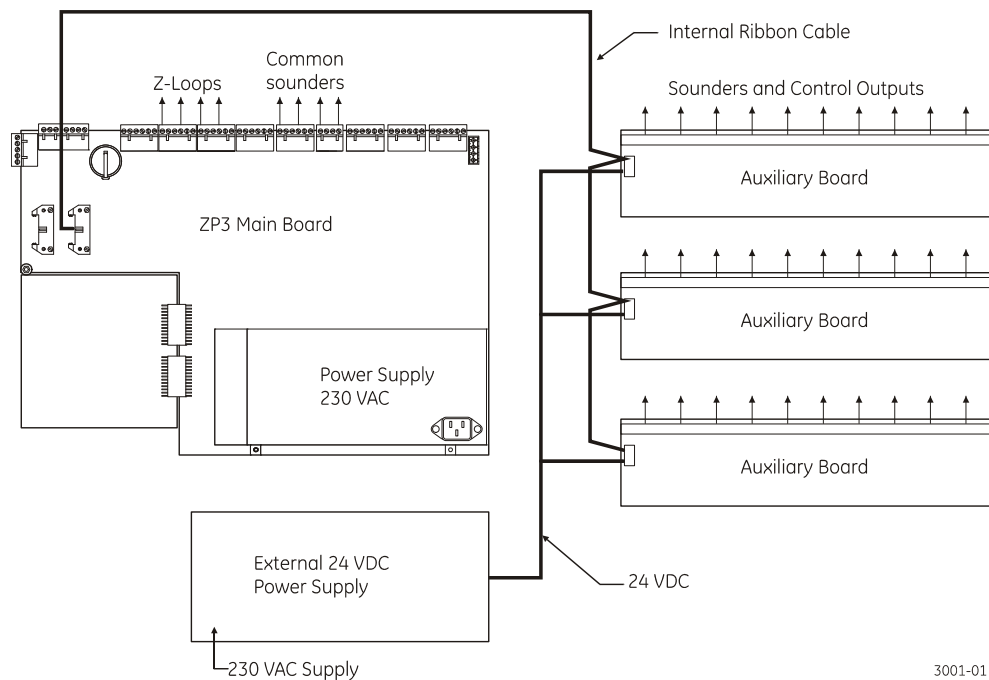 Internal Ribbon Cable
Z-Loops
Common
sounders
Sounders and Control Outputs
Auxiliary Board
ZP3 Main Board
Auxiliary Board
Power Supply
230 VAC
Auxiliary Board
External 24 VDC
Power Supply
24 VDC
230 VAC Supply
3001-01